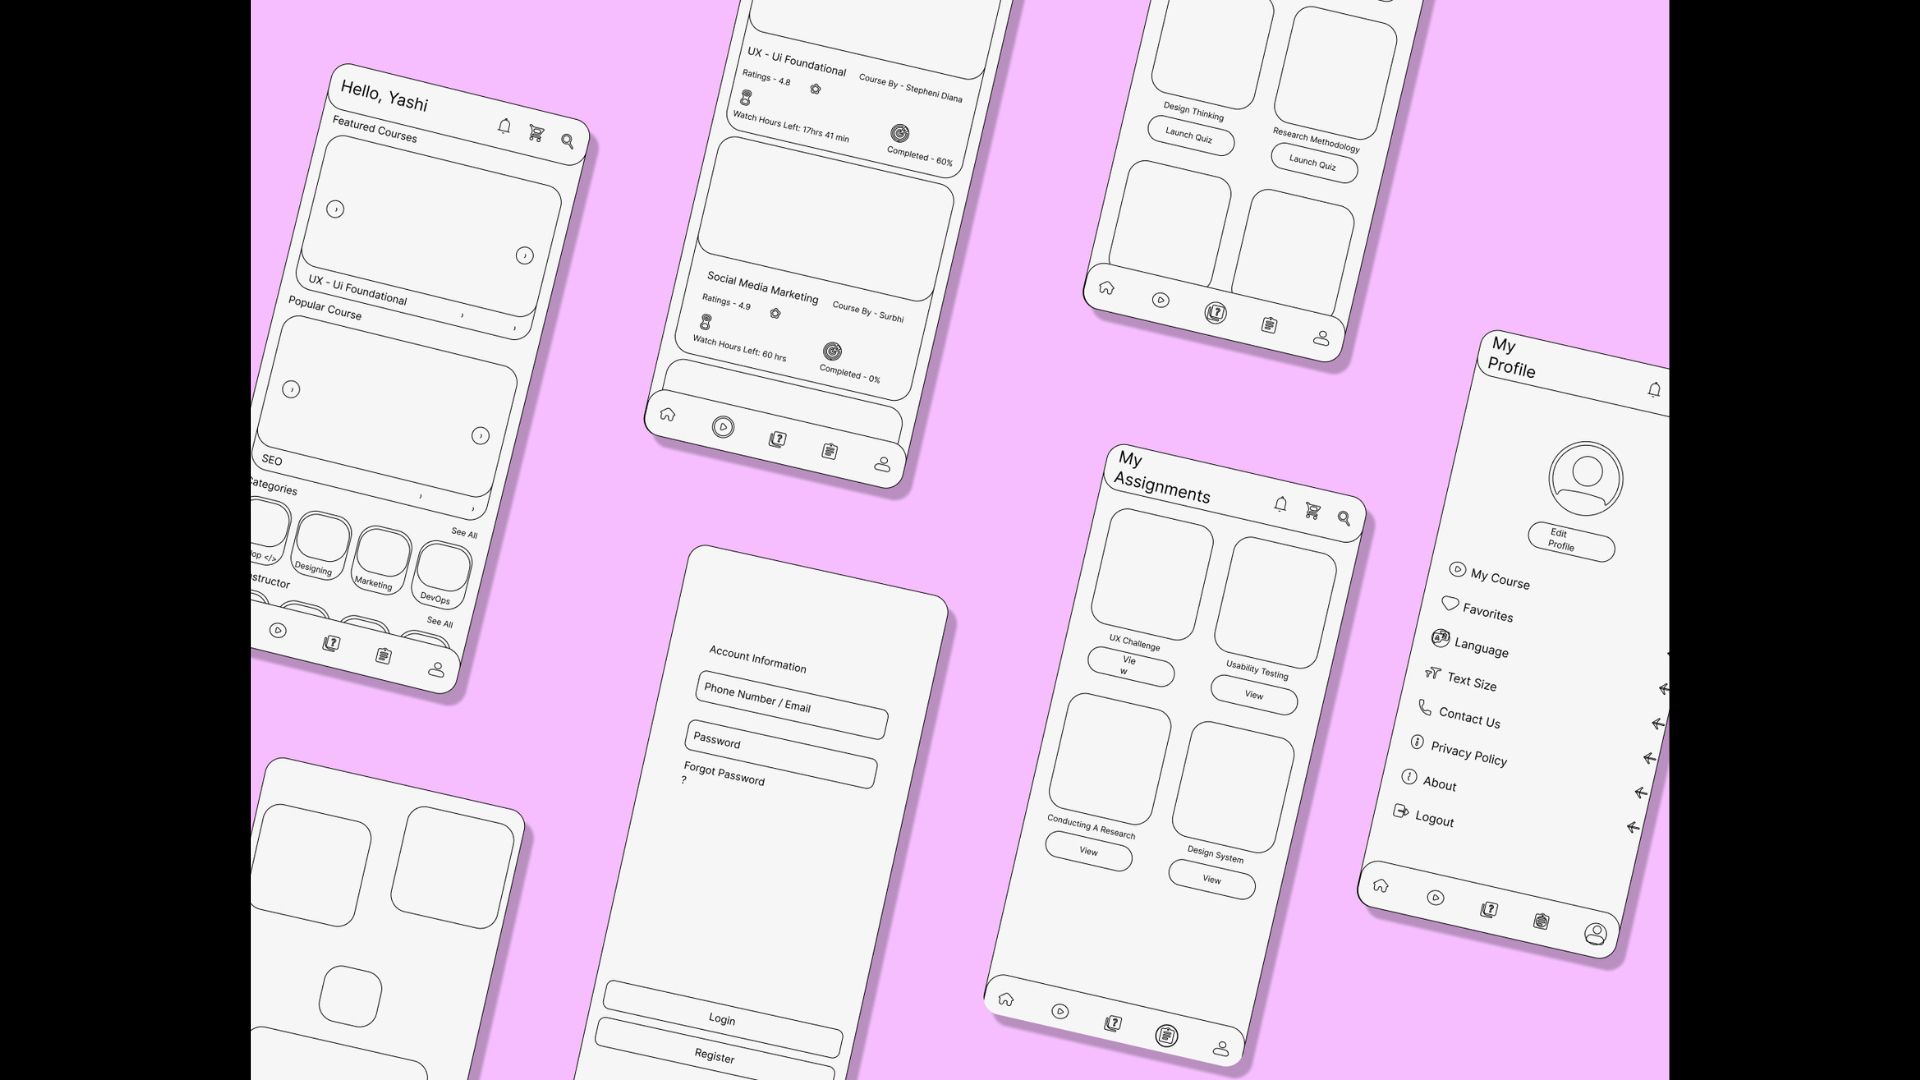 Hello, Yashi
Featured Courses
UX - Ui Foundational
Popular Course
SEO
ategories
See All
op </>
Designing
Marketing
DevOps
structor
See All
UX - Ui Foundational
Course By - Stepheni Diana
Ratings - 4.8
Watch Hours Left: 17hrs 41 min
Completed - 60%
Social Media Marketing
Course By - Surbhi
Ratings - 4.9
Watch Hours Left: 60 hrs
Completed - 0%
Design Thinking
Launch Quiz
Research Methodology
Launch Quiz
Account Information
Phone Number / Email
Password
Forgot Password
?
Login
Register
My
Assignments
UX Challenge
Vie
w
Usability Testing
View
Conducting A Research
View
Design System
View
My
Profile
Edit
Profile
My Course
Favorites
Language
Text Size
Contact Us
Privacy Policy
About
Logout